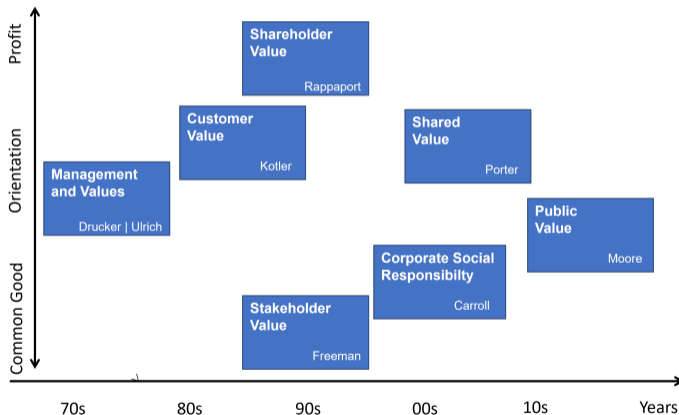 Profit
Orientation
Common Good
Shareholder
Value
Rappaport
Customer
Value
Kotler
Shared
Value
Porter
Management
and Values
Drucker | Ulrich
Public
Value
Moore
Corporate Social
Responsibilty
Carroll
Stakeholder
Value
Freeman
70s
80s
90s
00s
10s
Years